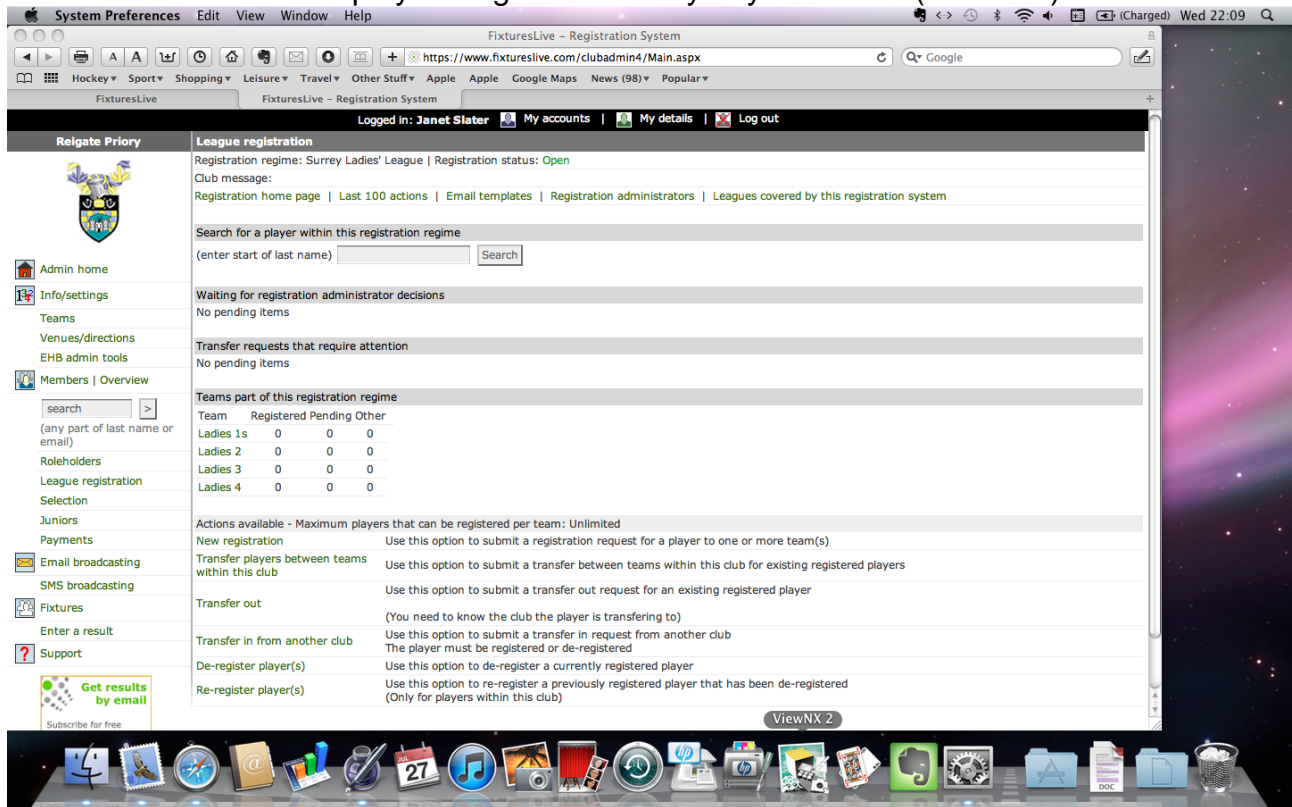 System Preferences Edit View Window Help
(Charged) Wed 22:09
FixturesLive – Registration System
A A
https://www.fixtureslive.com/clubadmin4/Main.aspx
Google
Hockey Sport Shopping Leisure Travel Other Stuff Apple Apple Google Maps News (98) Popular
FixturesLive
FixturesLive – Registration System
Logged in: Janet Slater My accounts | My details | Log out
Reigate Priory
Admin home
Info/settings
Teams
Venues/directions
EHB admin tools
Members | Overview
search >
(any part of last name or
email)
Roleholders
League registration
Selection
Juniors
Payments
Email broadcasting
SMS broadcasting
Fixtures
Enter a result
Support
Get results
by email
Subscribe for free
League registration
Registration regime: Surrey Ladies' League | Registration status: Open
Club message:
Registration home page | Last 100 actions | Email templates | Registration administrators | Leagues covered by this registration system
Search for a player within this registration regime
(enter start of last name) Search
Waiting for registration administrator decisions
No pending items
Transfer requests that require attention
No pending items
Teams part of this registration regime
Team Registered Pending Other
Ladies 1s 0 0 0
Ladies 2 0 0 0
Ladies 3 0 0 0
Ladies 4 0 0 0
Actions available - Maximum players that can be registered per team: Unlimited
New registration Use this option to submit a registration request for a player to one or more team(s)
Transfer players between teams
within this club
Use this option to submit a transfer between teams within this club for existing registered players
Transfer out
Use this option to submit a transfer out request for an existing registered player
(You need to know the club the player is transfering to)
Transfer in from another club
Use this option to submit a transfer in request from another club
The player must be registered or de-registered
De-register player(s) Use this option to de-register a currently registered player
Re-register player(s)
Use this option to re-register a previously registered player that has been de-registered
(Only for players within this club)
ViewNX 2
JUL
27
hp
hp
DOC